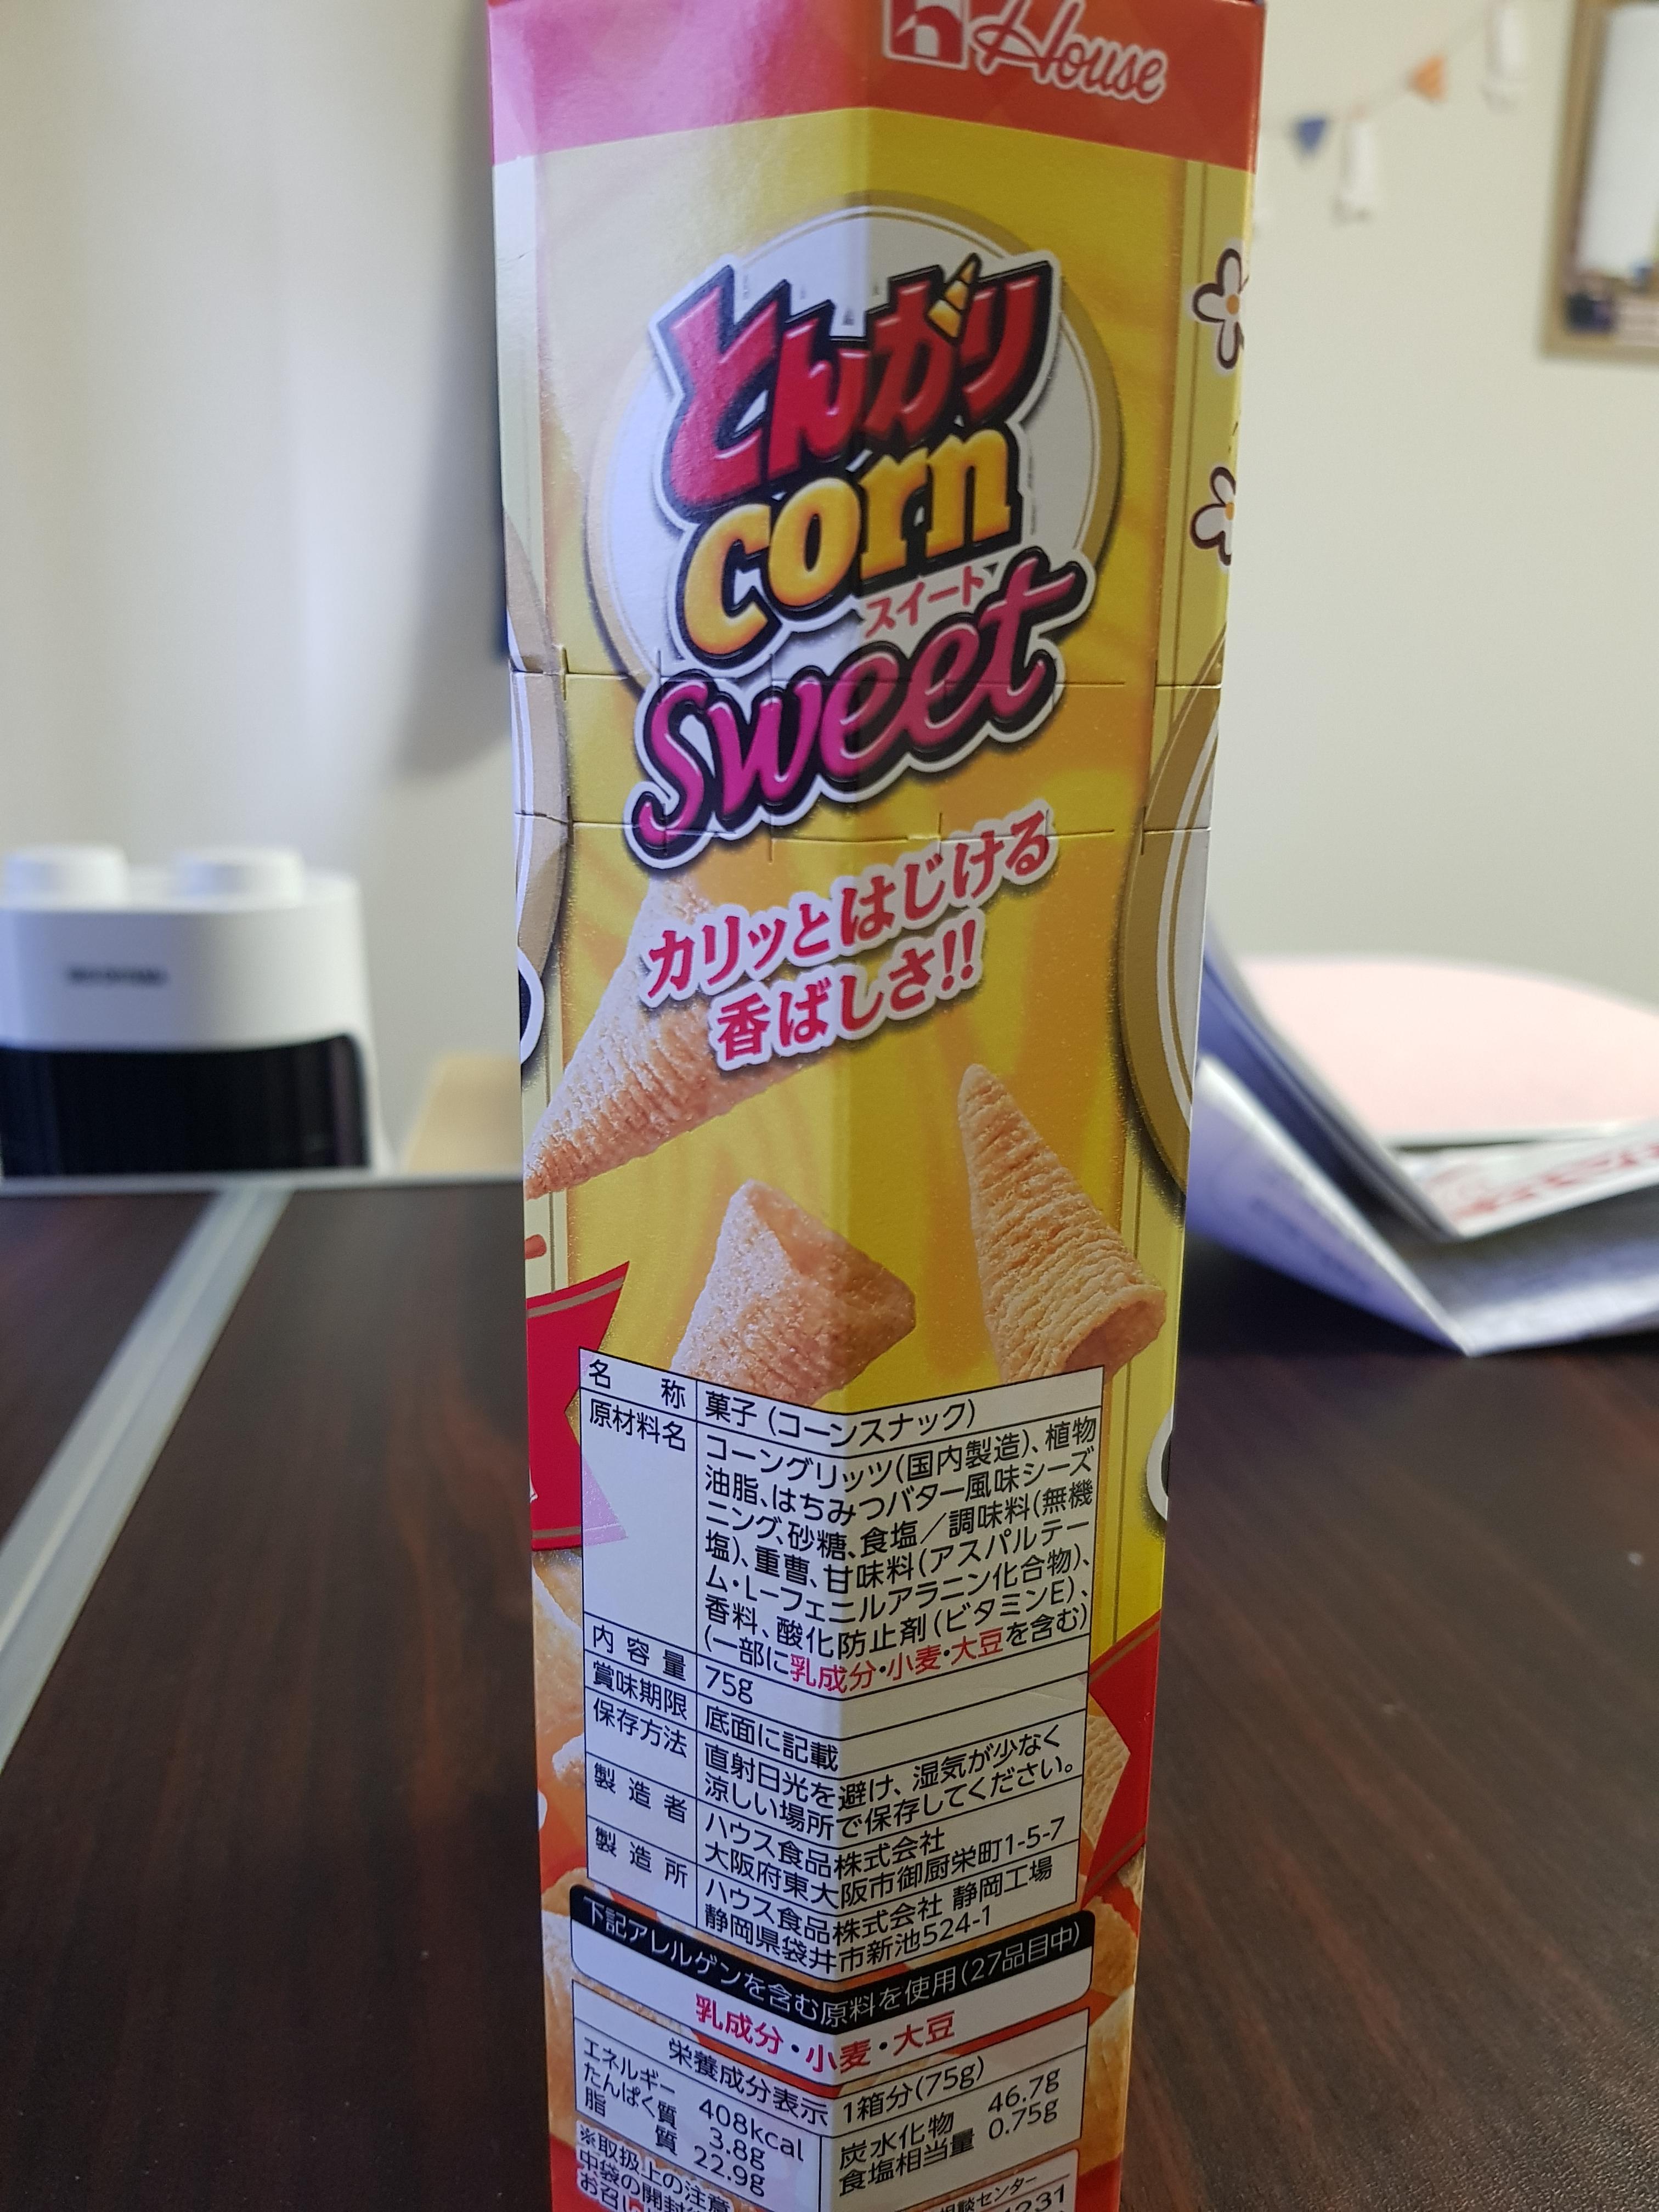 House
とんがり
corn
スイート
Sweet
カリッとはじける
香ばしさ!!
名称 菓子(コーンスナック)
原材料名 コーングリッツ(国内製造)、植物
油脂、はちみつバター風味シーズ
ニング、砂糖、食塩／調味料(無機
塩)、重曹、甘味料(アスパルテー
ム・L-フェニルアラニン化合物)、
香料、酸化防止剤(ビタミンE)、
(一部に乳成分・小麦・大豆を含む)
内容量 75g
賞味期限 底面に記載
保存方法 直射日光を避け、湿気が少なく
涼しい場所で保存してください。
製造者 ハウス食品株式会社
大阪府東大阪市御厨栄町1-5-7
製造所 ハウス食品株式会社 静岡工場
静岡県袋井市新池524-1
下記アレルゲンを含む原料を使用(27品目中)
乳成分・小麦・大豆
栄養成分表示 1箱分(75g)
エネルギー 408kcal 炭水化物 46.7g
たんぱく質 3.8g 食塩相当量 0.75g
脂質 22.9g
※取扱上の注意
中袋の開封
お召し
相談センター
1231